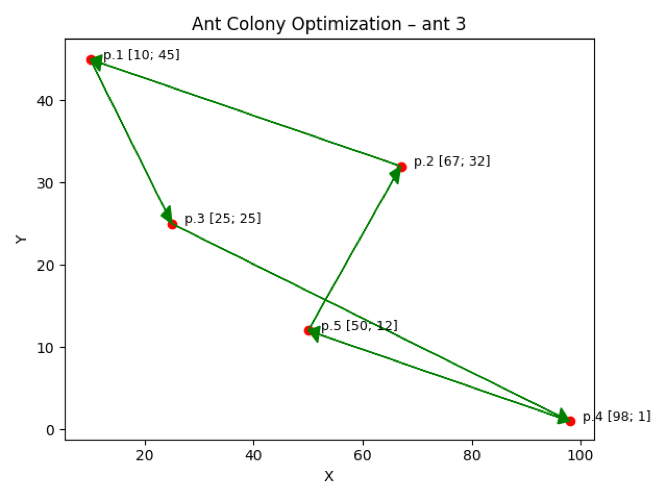 Ant Colony Optimization – ant 3
p.1 [10; 45]
p.2 [67; 32]
p.3 [25; 25]
p.5 [50; 12]
p.4 [98; 1]
Y
40
30
20
10
0
20
40
60
80
100
X